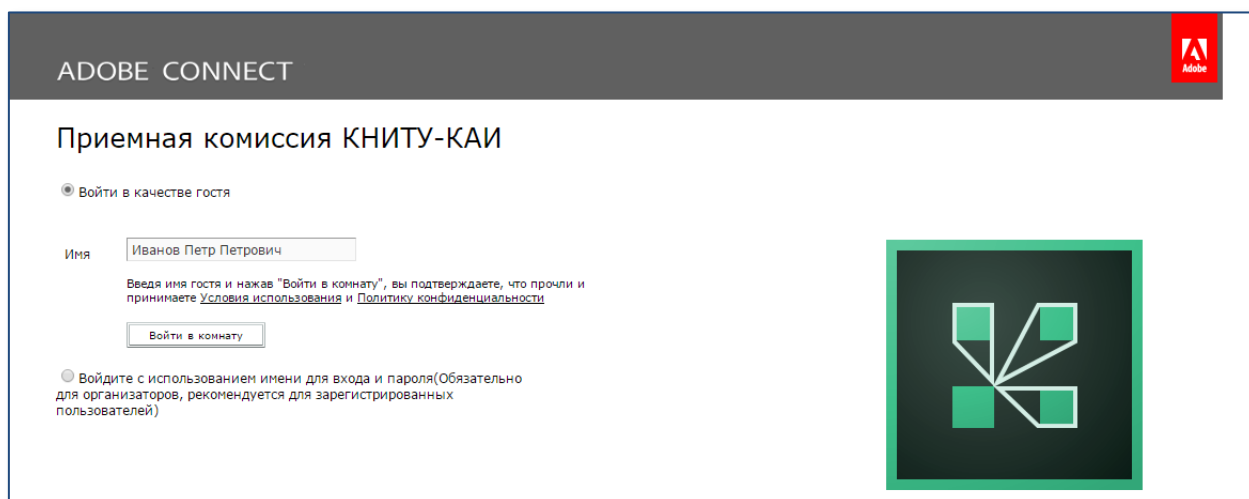 ADOBE CONNECT
Adobe
Приемная комиссия КНИТУ-КАИ
Войти в качестве гостя
Имя
Иванов Петр Петрович
Введя имя гостя и нажав "Войти в комнату", вы подтверждаете, что прочли и
принимаете Условия использования и Политику конфиденциальности
Войти в комнату
Войдите с использованием имени для входа и пароля(Обязательно
для организаторов, рекомендуется для зарегистрированных
пользователей)